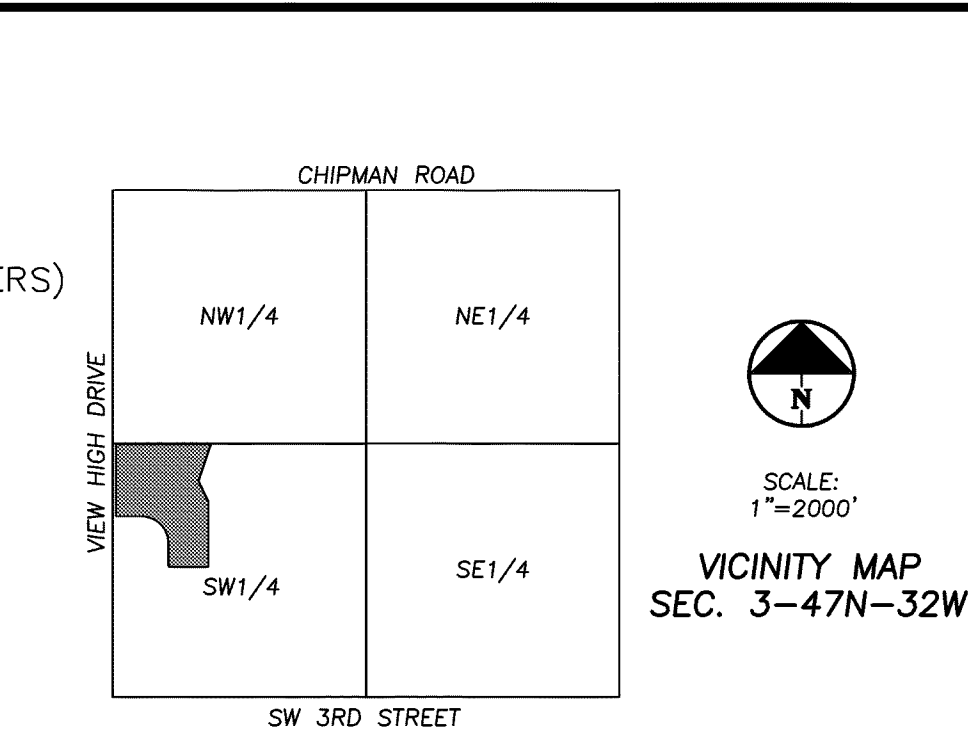 CHIPMAN ROAD
ERS)
NW1/4
NE1/4
VIEW HIGH DRIVE
N
SCALE:
1"=2000'
VICINITY MAP
SEC. 3-47N-32W
SW1/4
SE1/4
SW 3RD STREET